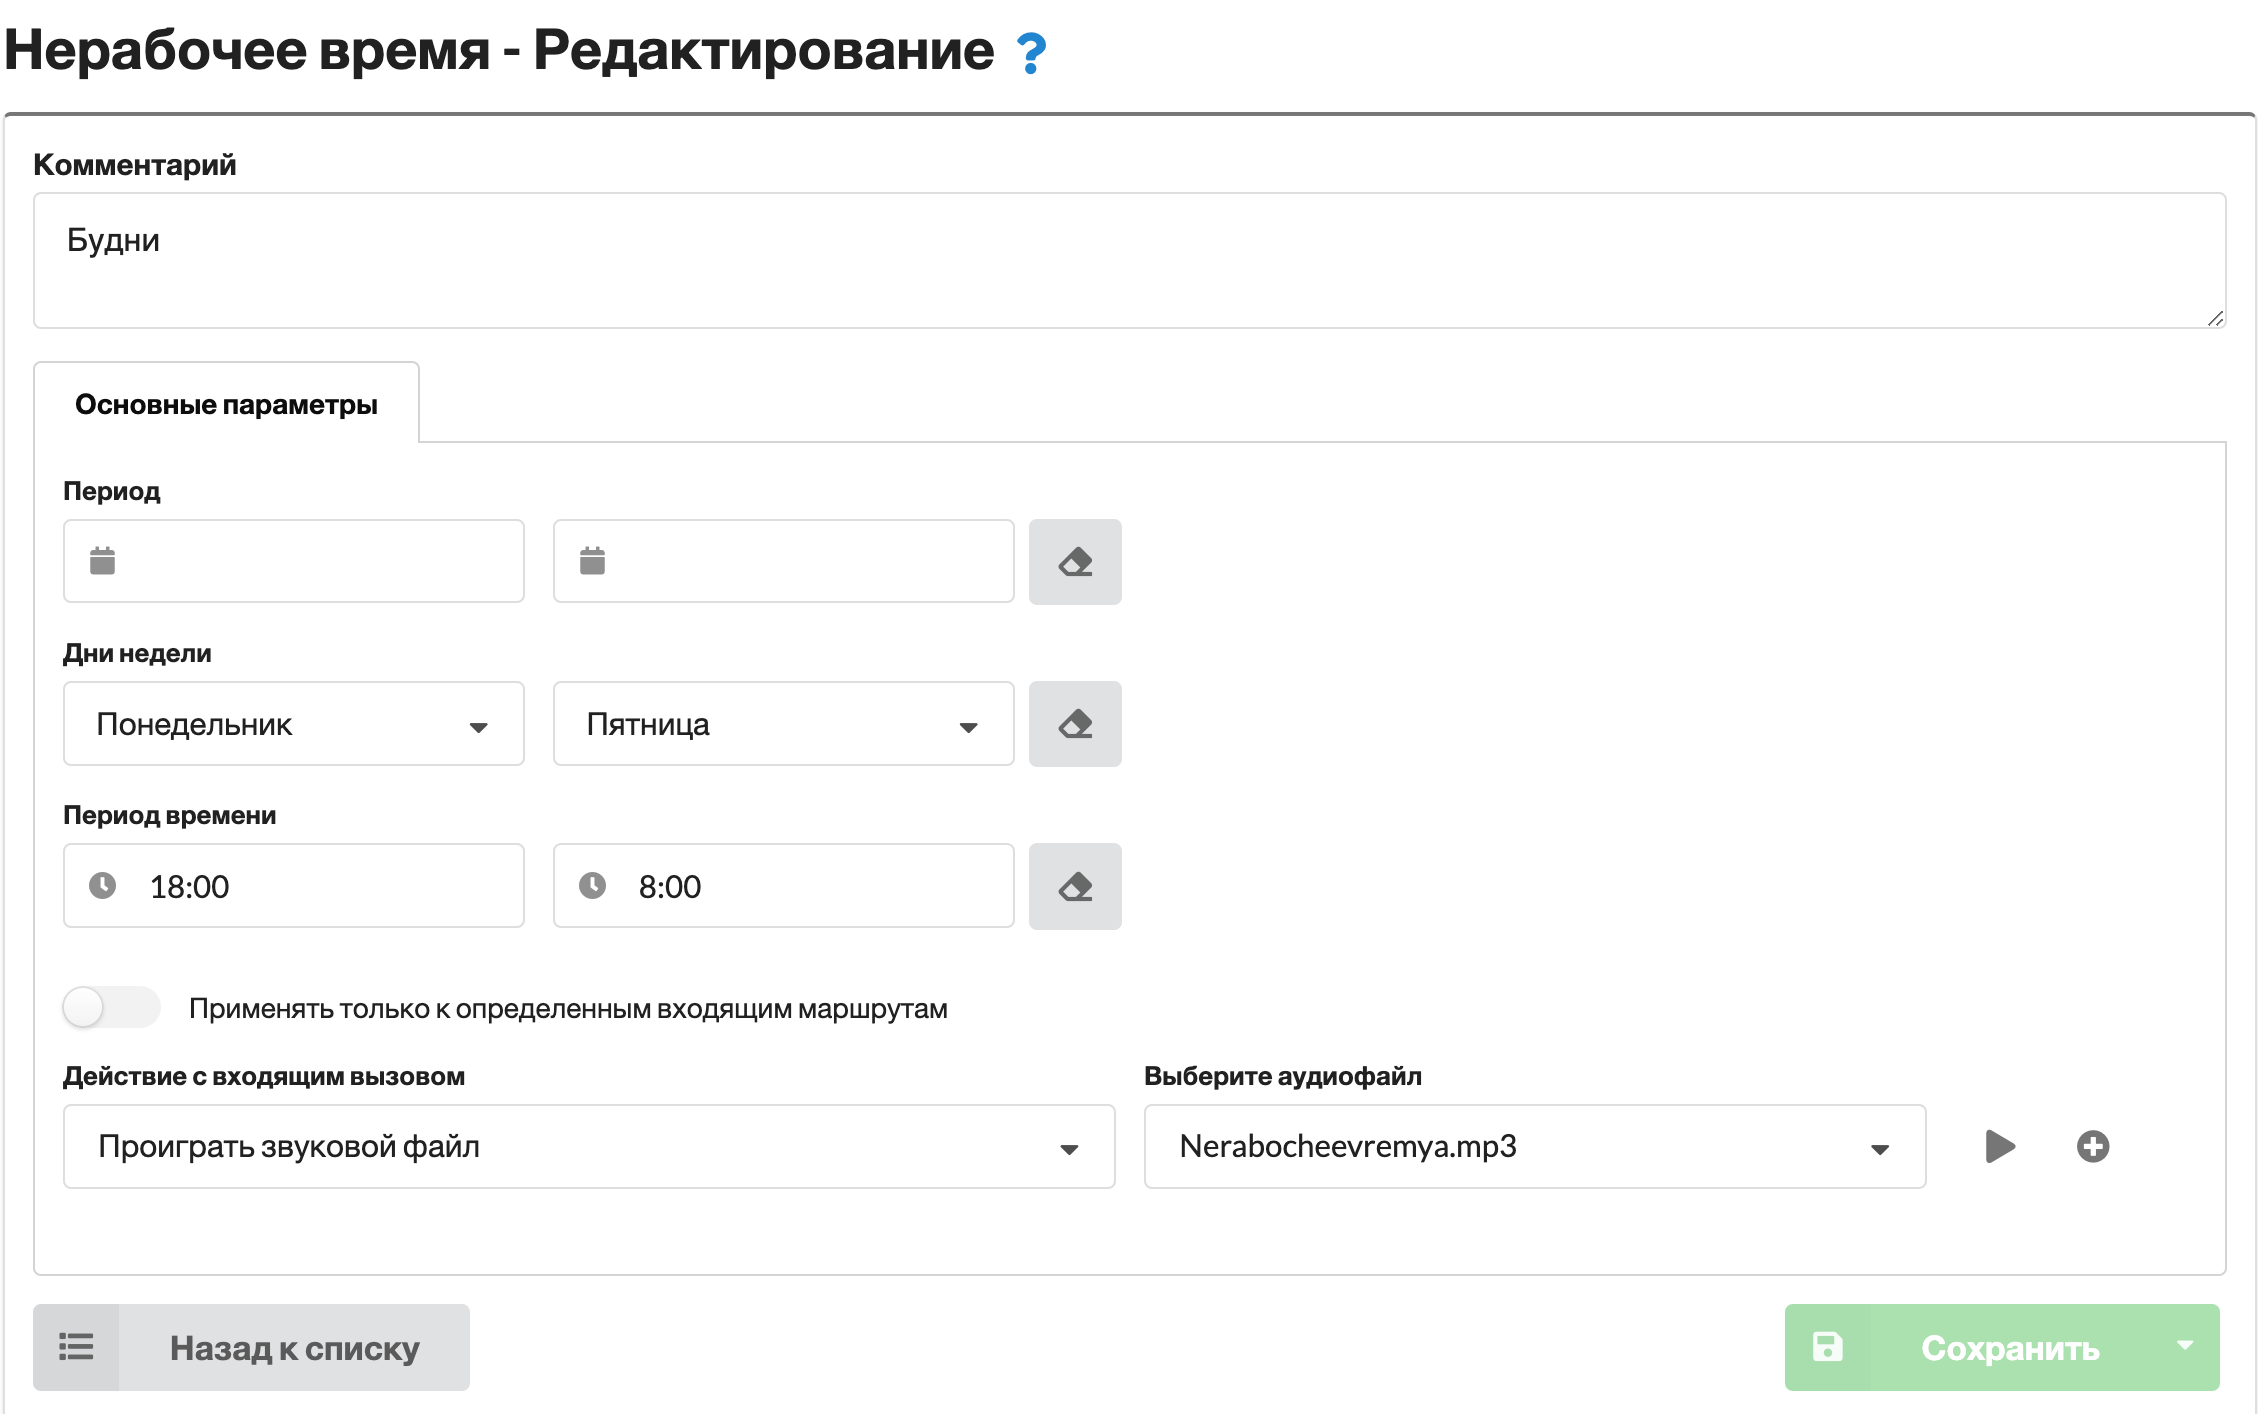 Нерабочее время - Редактирование ?
Комментарий
Будни
Основные параметры
Период
Дни недели
Понедельник Пятница
Период времени
18:00 8:00
Применять только к определенным входящим маршрутам
Действие с входящим вызовом Выберите аудиофайл
Проиграть звуковой файл Nerabocheevremya.mp3
Назад к списку Сохранить